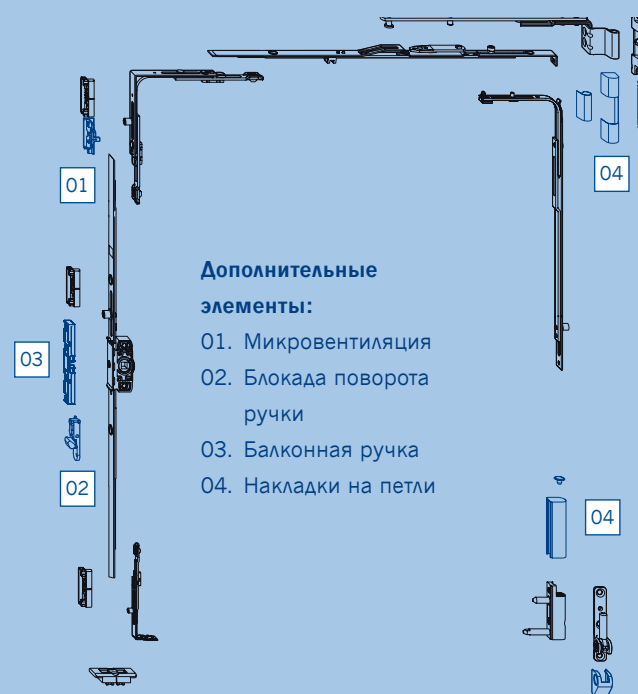 04
01
Дополнительные
элементы:
01. Микровентиляция
02. Блокада поворота
ручки
03. Балконная ручка
04. Накладки на петли
03
02
04